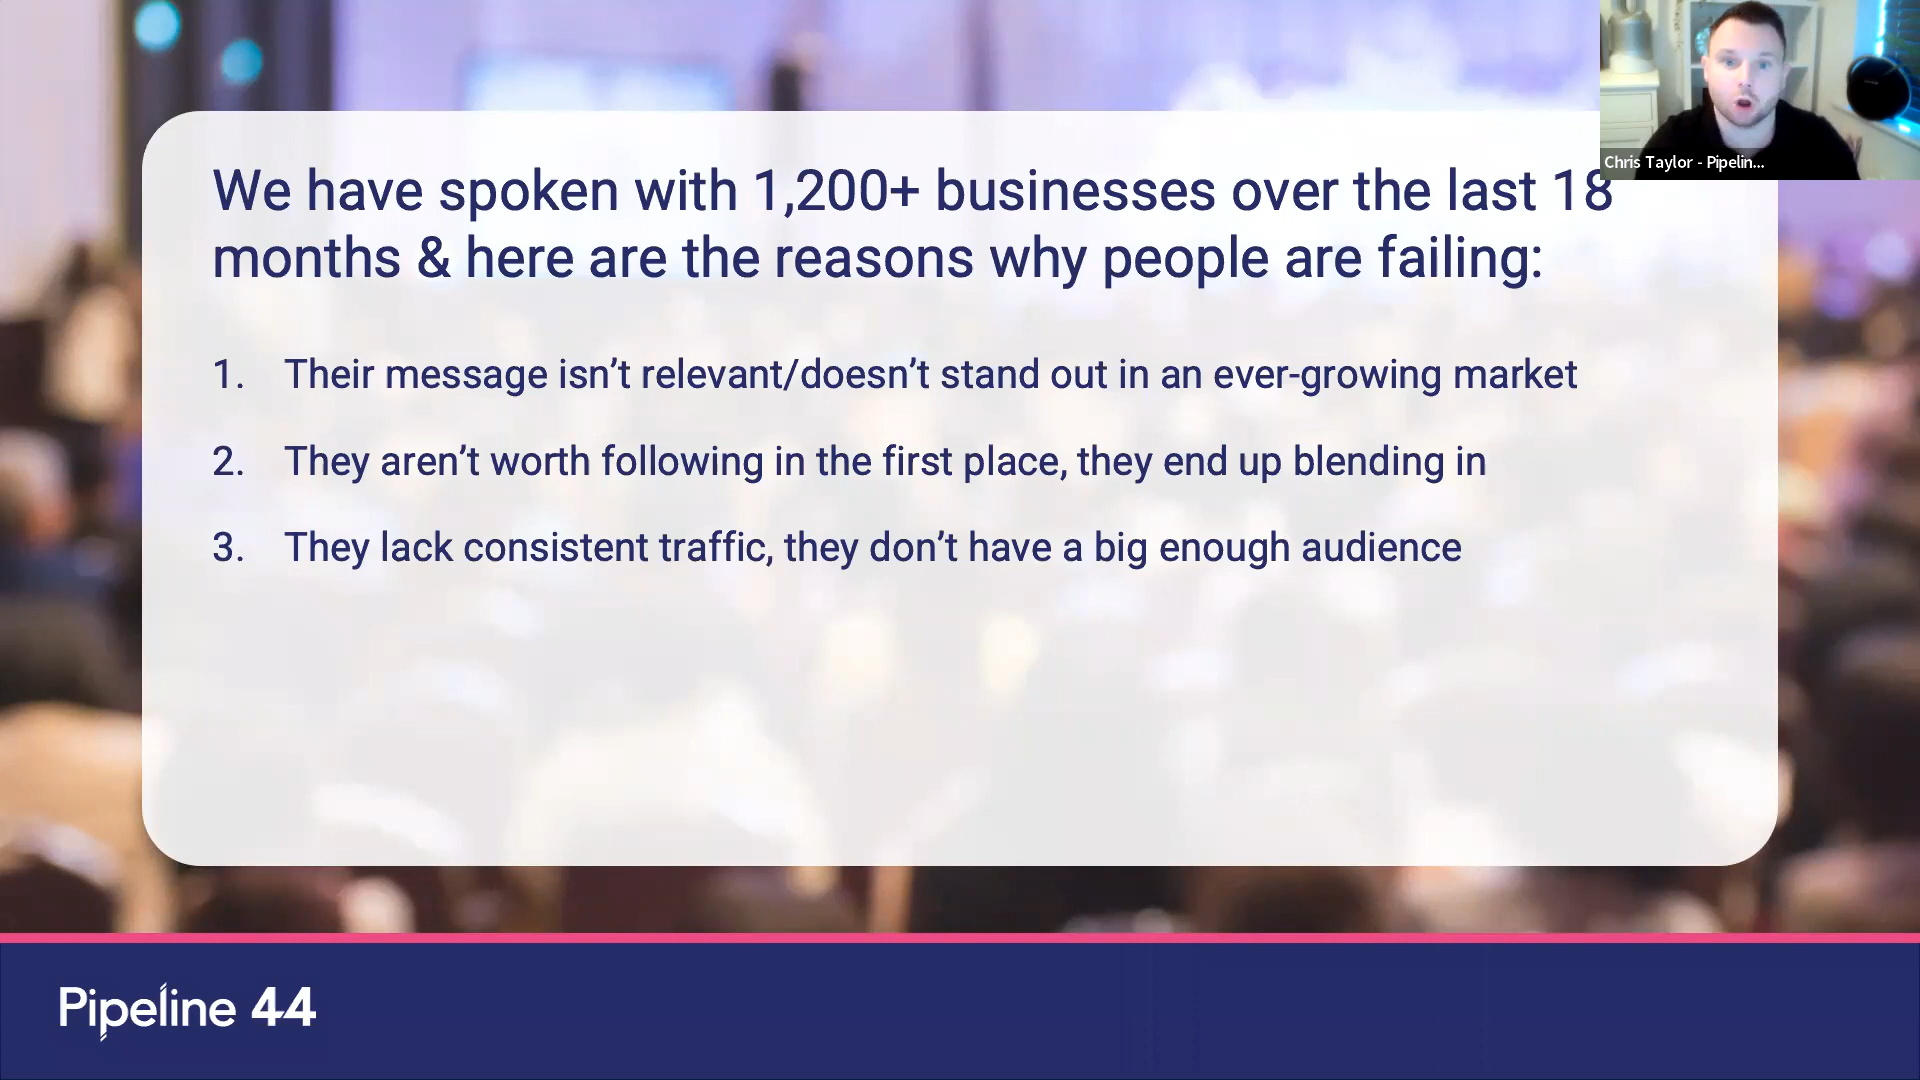 We have spoken with 1,200+ businesses over the last 18
months & here are the reasons why people are failing:
1. Their message isn’t relevant/doesn’t stand out in an ever-growing market
2. They aren’t worth following in the first place, they end up blending in
3. They lack consistent traffic, they don’t have a big enough audience
Chris Taylor - Pipelin...
Pipeline 44